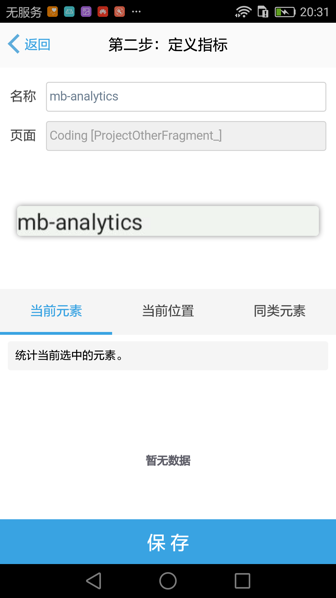 无服务 ··· 20:31
返回 第二步：定义指标
名称 mb-analytics
页面 Coding [ProjectOtherFragment_]
mb-analytics
当前元素 当前位置 同类元素
统计当前选中的元素。
暂无数据
保存